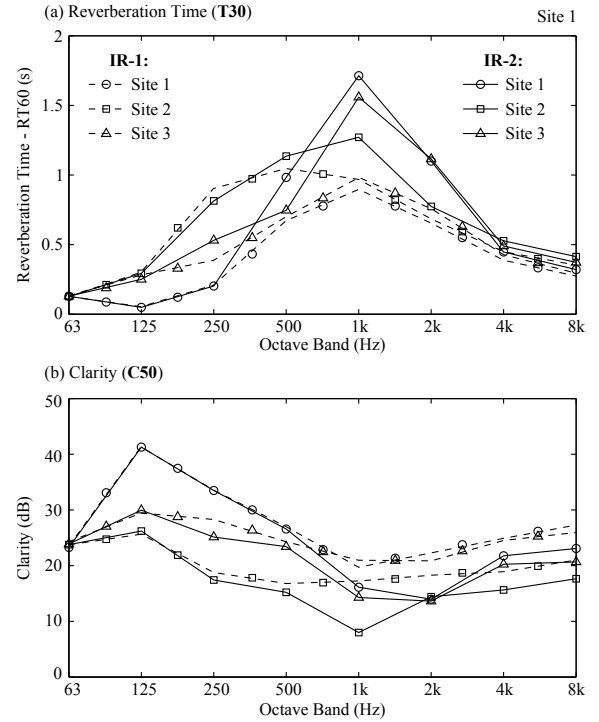 (a) Reverberation Time (T30)
Site 1
2
1.5
1
0.5
0
Reverberation Time - RT60 (s)
IR-1:
Site 1
Site 2
Site 3
IR-2:
Site 1
Site 2
Site 3
63 125 250 500 1k 2k 4k 8k
Octave Band (Hz)
(b) Clarity (C50)
50
40
30
20
10
0
Clarity (dB)
63 125 250 500 1k 2k 4k 8k
Octave Band (Hz)